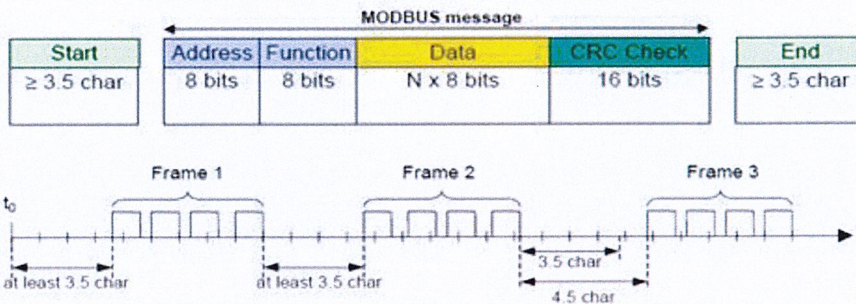 MODBUS message
Start Address Function Data CRC Check End
≥ 3.5 char 8 bits 8 bits N x 8 bits 16 bits ≥ 3.5 char
Frame 1 Frame 2 Frame 3
t0
at least 3.5 char at least 3.5 char 3.5 char
4.5 char